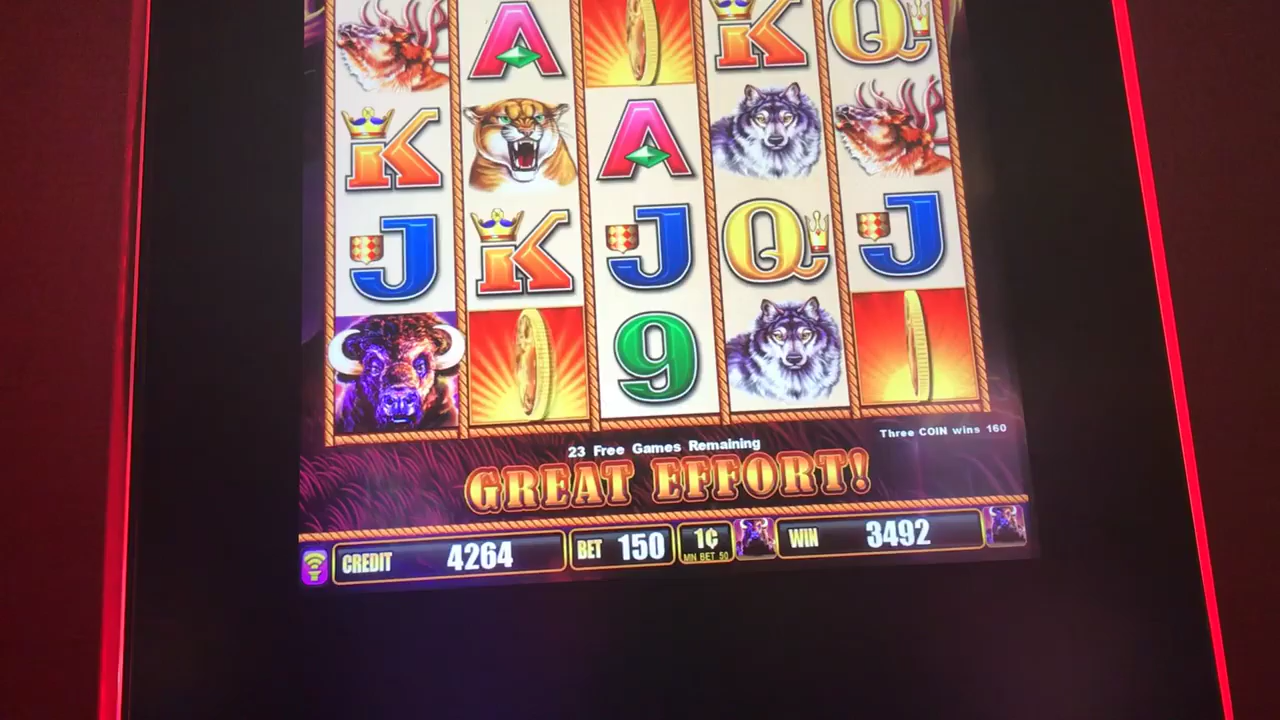 A K Q
K A
J K J Q J
9
Three COIN wins 160
23 Free Games Remaining
GREAT EFFORT!
CREDIT 4264 BET 150 1¢ WIN 3492
MIN BET 50